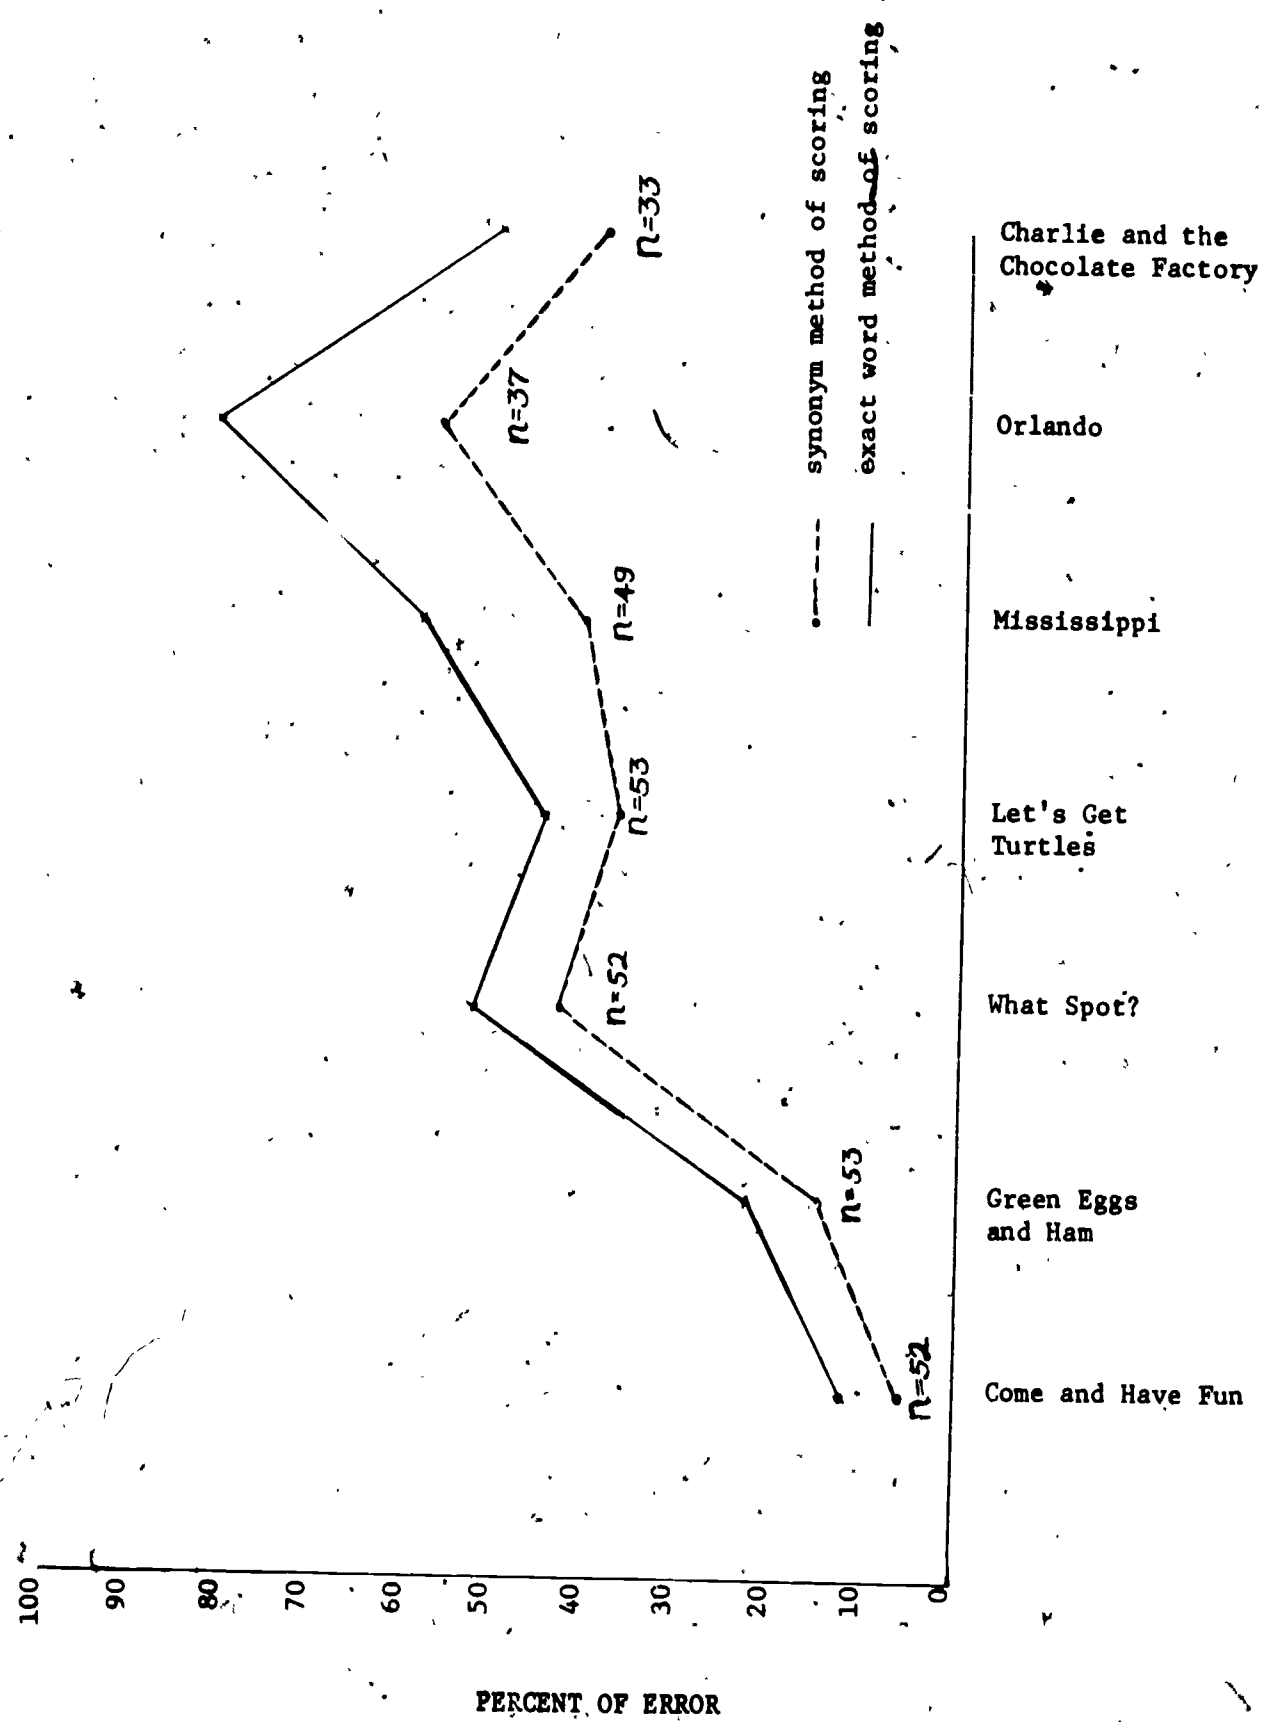 synonym method of scoring
exact word method of scoring
n=33
n=37
n=49
n=53
n=52
n=53
n=52
Charlie and the
Chocolate Factory
Orlando
Mississippi
Let's Get
Turtles
What Spot?
Green Eggs
and Ham
Come and Have Fun
100
90
80
70
60
50
40
30
20
10
0
PERCENT OF ERROR